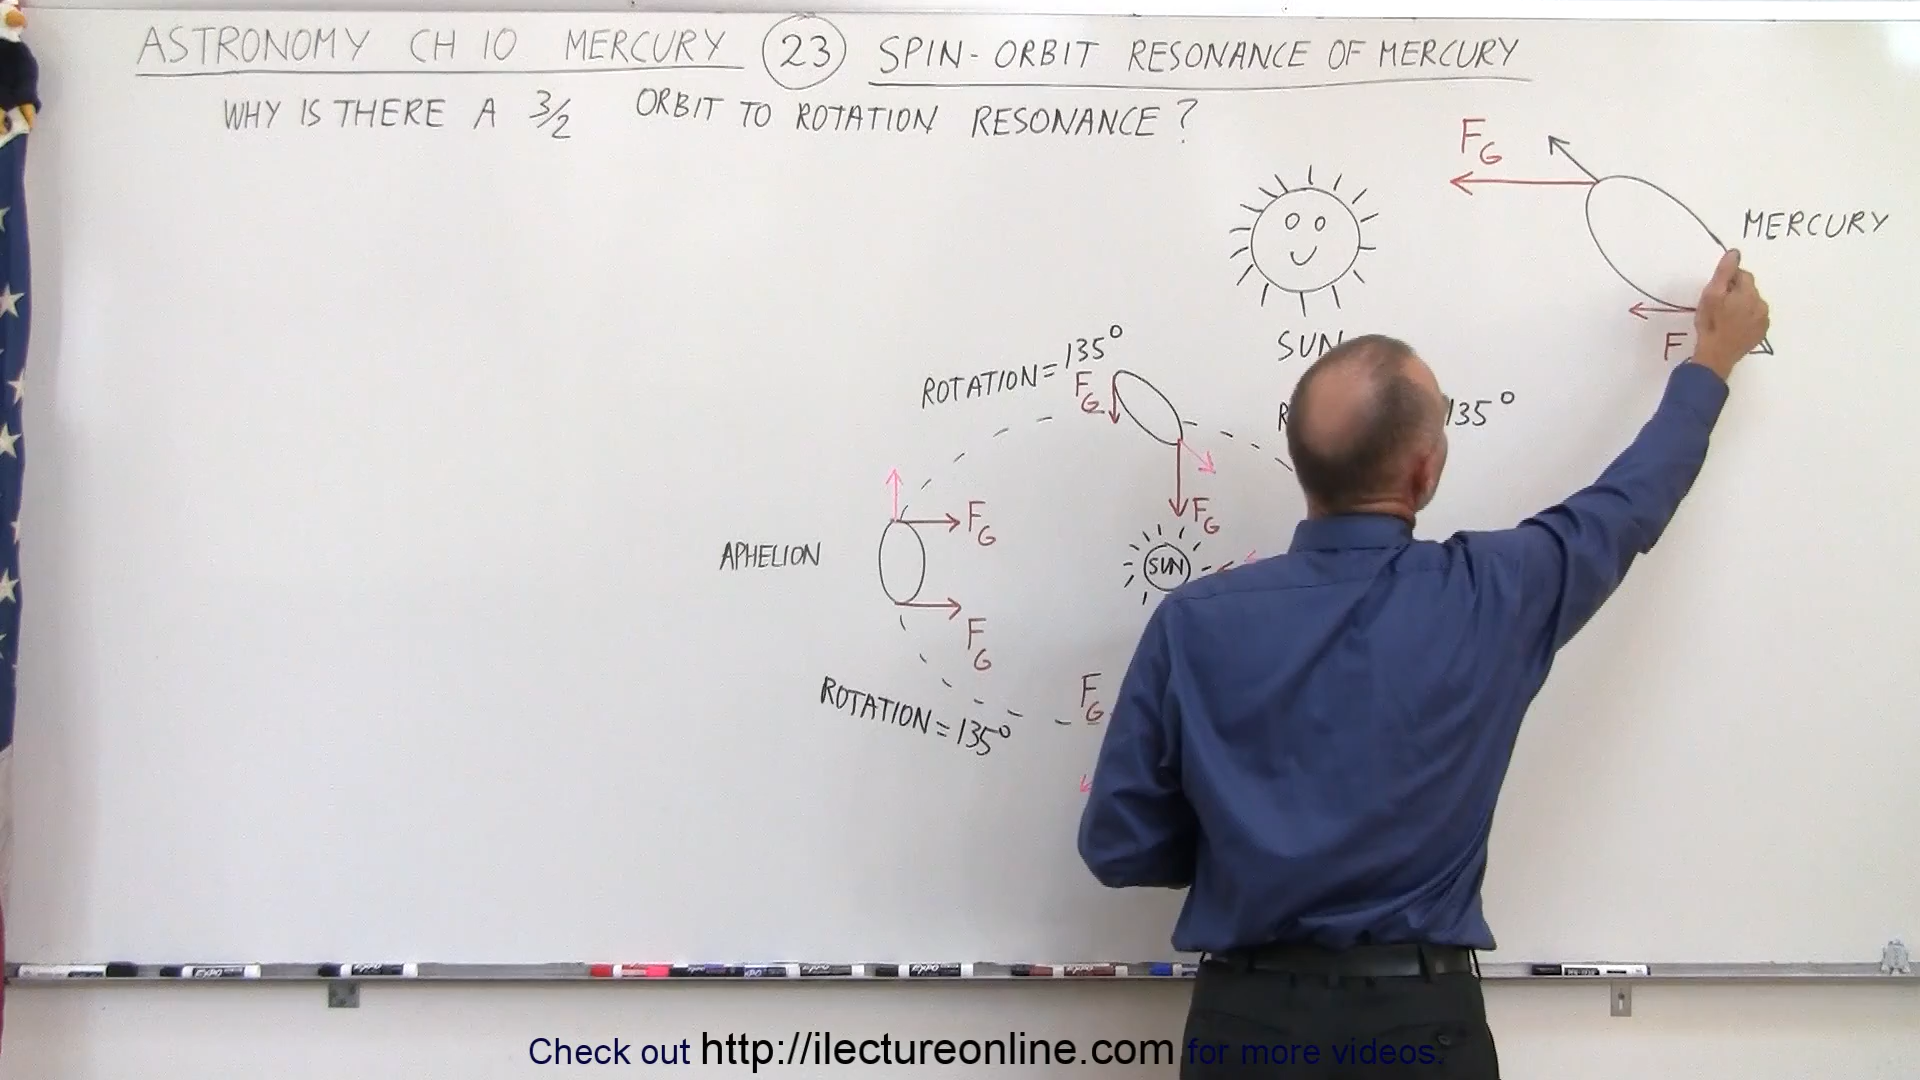 ASTRONOMY CH 10 MERCURY 23 SPIN-ORBIT RESONANCE OF MERCURY
WHY IS THERE A 3/2 ORBIT TO ROTATION RESONANCE?
FG
MERCURY
F
SUN
ROTATION = 135°
FG
135°
FG
FG
APHELION
SUN
FG
ROTATION = 135°
FG
Check out http://ilectureonline.com for more videos.